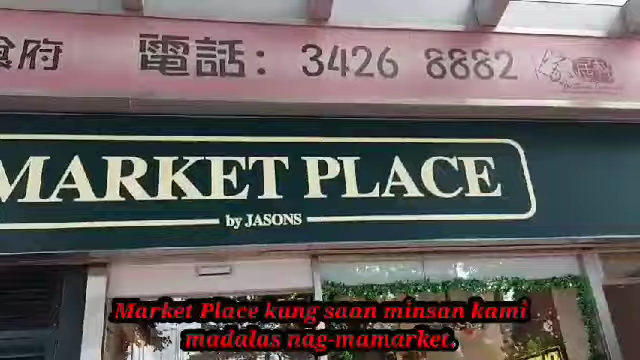 食府 電話: 3426 8882
MARKET PLACE
by JASONS
Market Place kung saan minsan kami
madalas nag-mamarket.